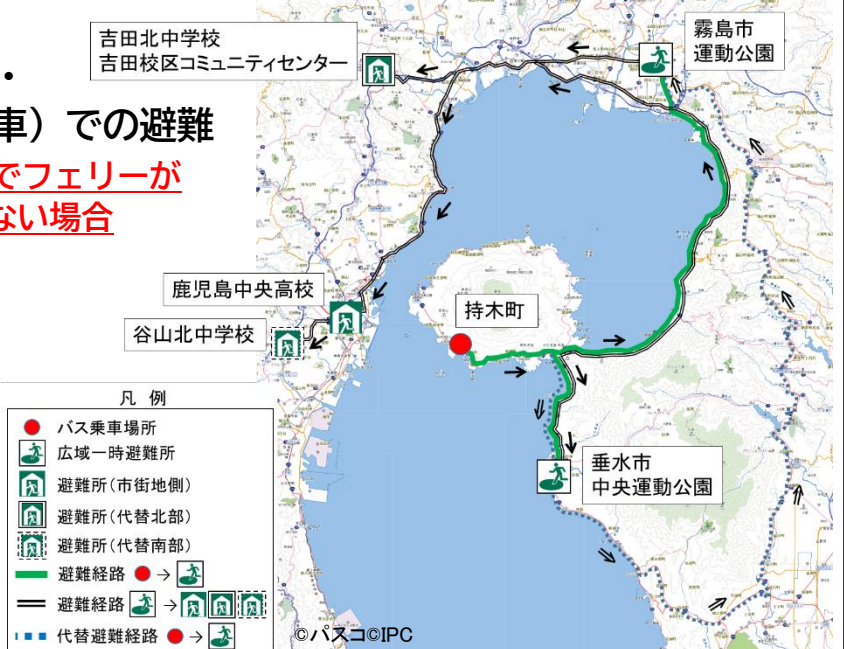 ・
車）での避難
でフェリーが
ない場合
吉田北中学校
吉田校区コミュニティセンター
霧島市
運動公園
鹿児島中央高校
谷山北中学校
持木町
垂水市
中央運動公園
凡 例
バス乗車場所
広域一時避難所
避難所(市街地側)
避難所(代替北部)
避難所(代替南部)
避難経路 ●→
避難経路 →
代替避難経路 ●→
©パスコ©IPC